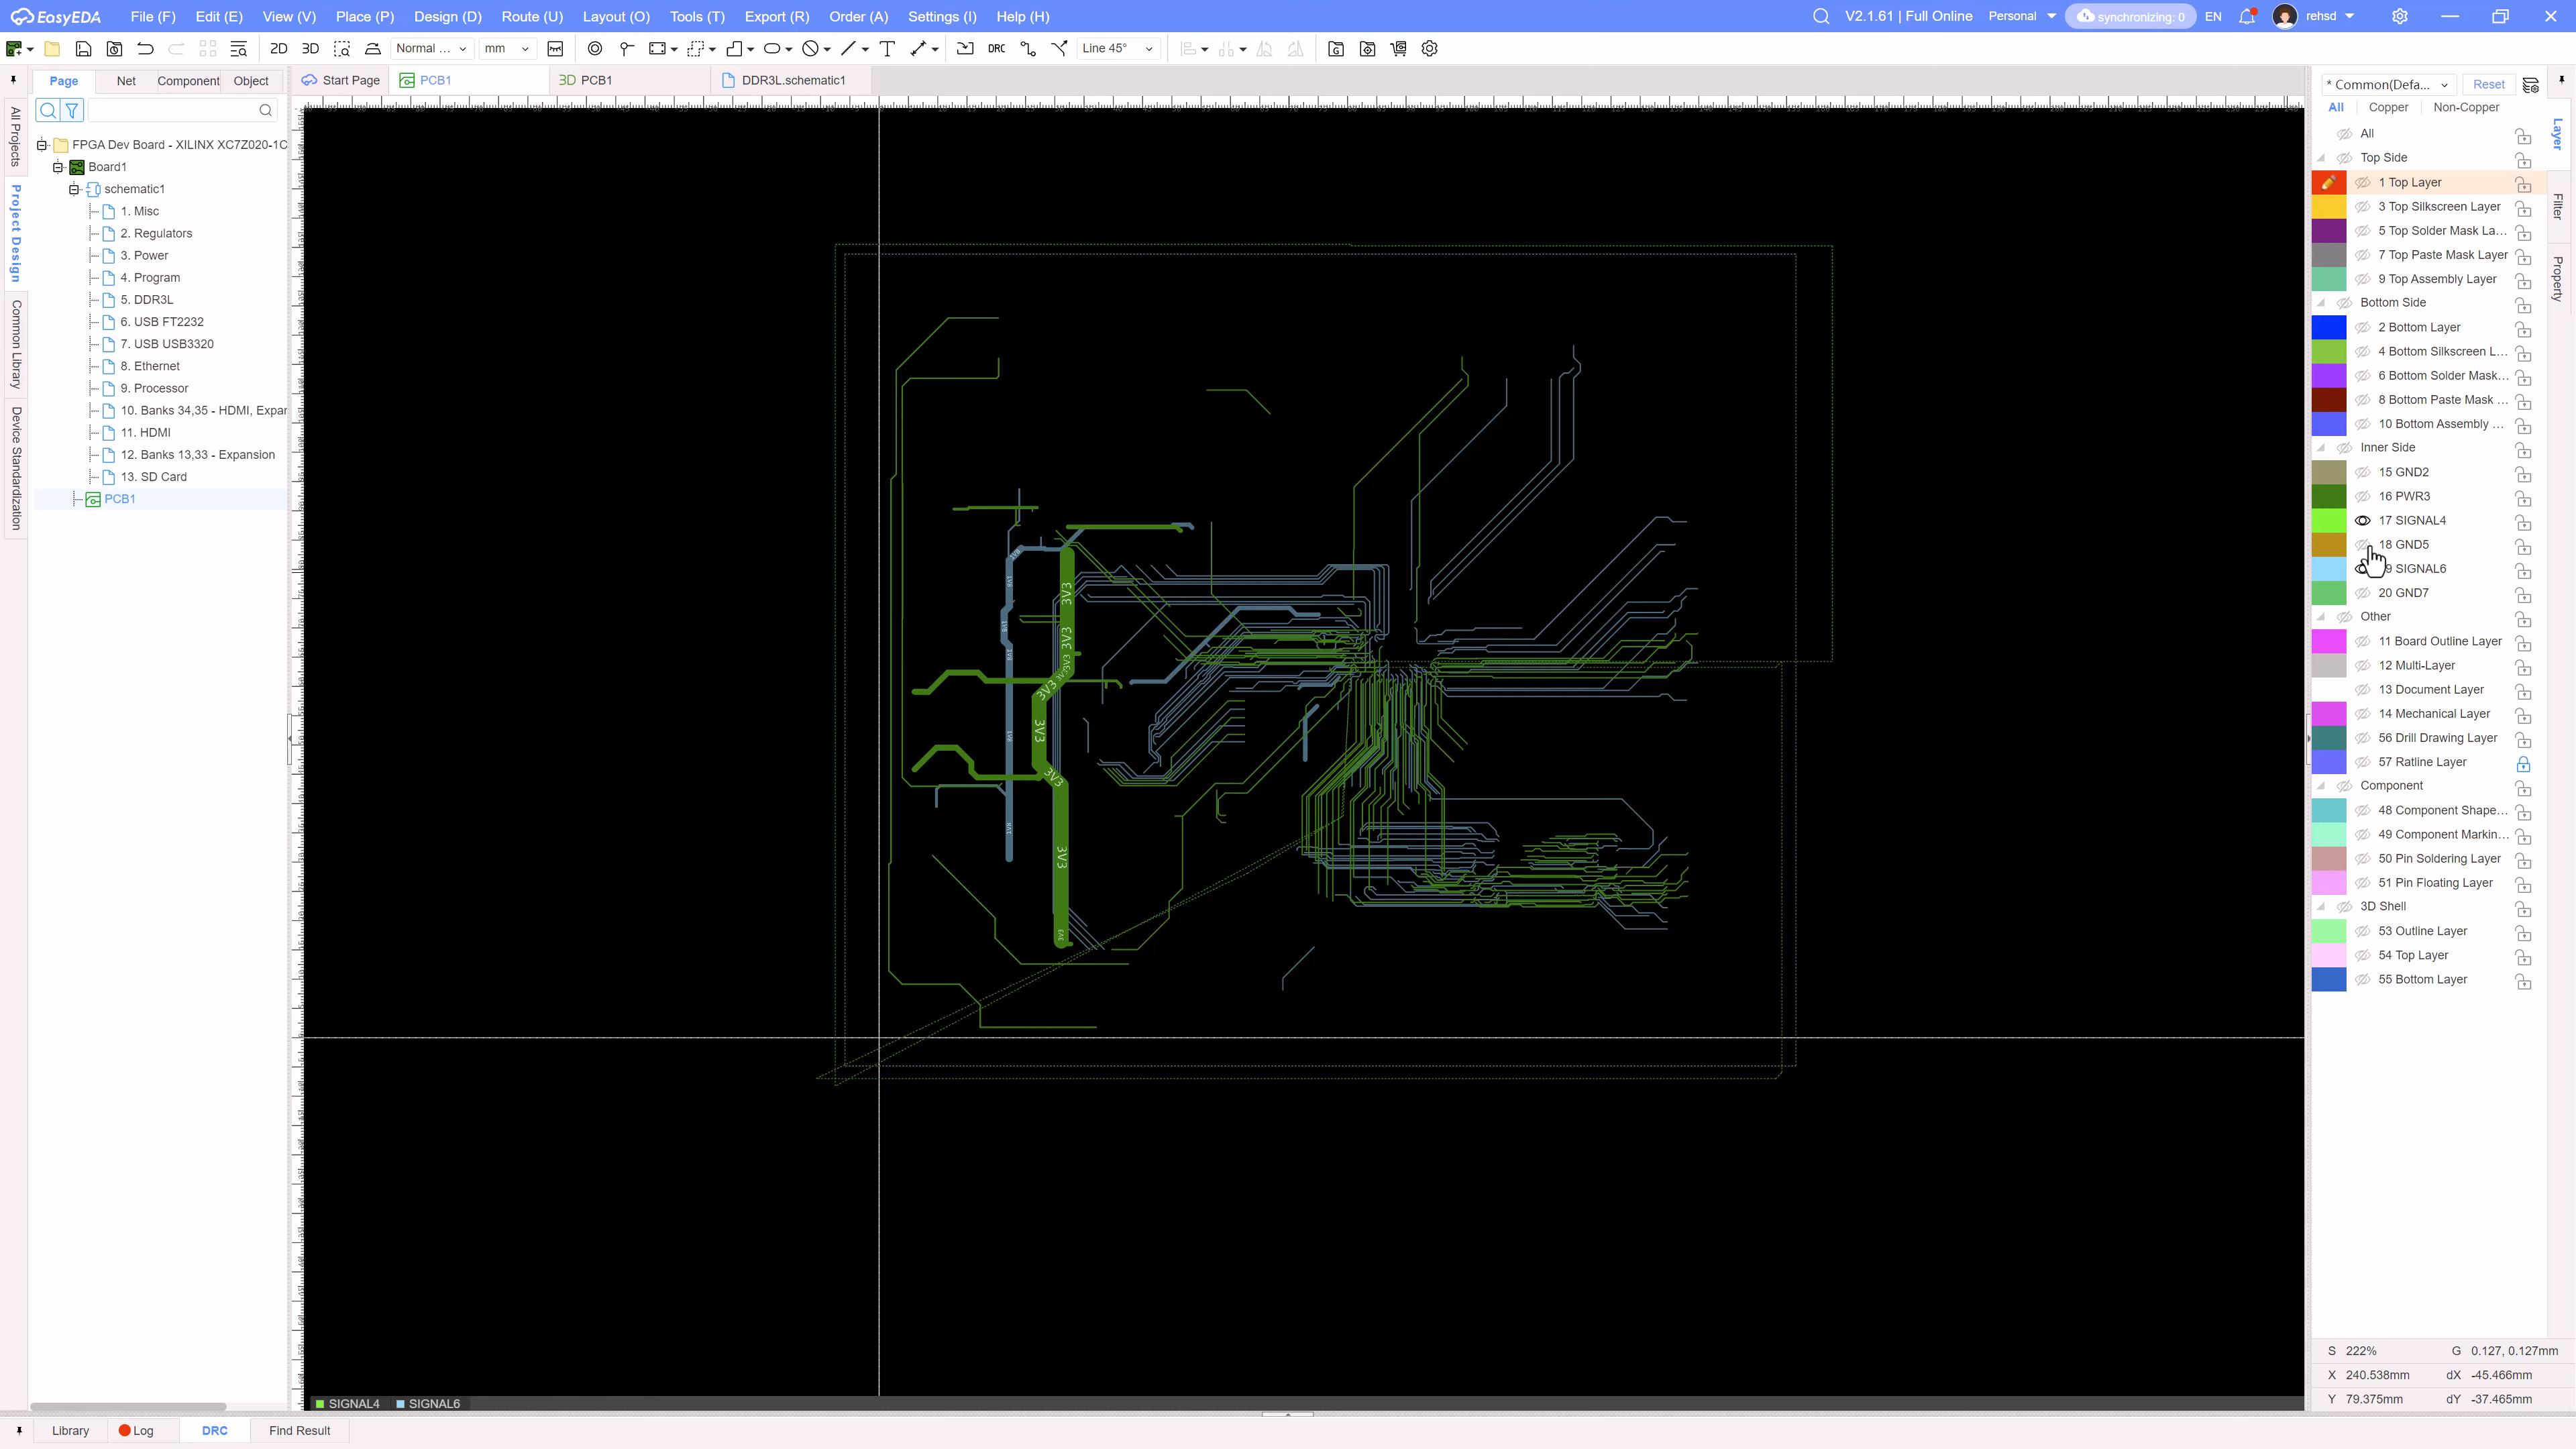 EasyEDA File (F) Edit (E) View (V) Place (P) Design (D) Route (U) Layout (O) Tools (T) Export (R) Order (A) Settings (I) Help (H) V2.1.61 | Full Online Personal synchronizing: 0 EN rehsd
2D 3D Normal ... mm DRC Line 45°
Page Net Component Object Start Page PCB1 3D PCB1 DDR3L.schematic1
All Projects
Project Design
Common Library
Device Standardization
FPGA Dev Board - XILINX XC7Z020-1C
Board1
schematic1
1. Misc
2. Regulators
3. Power
4. Program
5. DDR3L
6. USB FT2232
7. USB USB3320
8. Ethernet
9. Processor
10. Banks 34,35 - HDMI, Expar
11. HDMI
12. Banks 13,33 - Expansion
13. SD Card
PCB1
3V3
3V3
3V3
3V3
3V3
3V3
3V3
3V3
3V3
1V8
1V8
1V8
1V8
1V8
1V8
* Common(Defa... Reset
All Copper Non-Copper
All
Top Side
1 Top Layer
3 Top Silkscreen Layer
5 Top Solder Mask La...
7 Top Paste Mask Layer
9 Top Assembly Layer
Bottom Side
2 Bottom Layer
4 Bottom Silkscreen L...
6 Bottom Solder Mask...
8 Bottom Paste Mask ...
10 Bottom Assembly ...
Inner Side
15 GND2
16 PWR3
17 SIGNAL4
18 GND5
9 SIGNAL6
20 GND7
Other
11 Board Outline Layer
12 Multi-Layer
13 Document Layer
14 Mechanical Layer
56 Drill Drawing Layer
57 Ratline Layer
Component
48 Component Shape...
49 Component Markin...
50 Pin Soldering Layer
51 Pin Floating Layer
3D Shell
53 Outline Layer
54 Top Layer
55 Bottom Layer
Layer
Filter
Property
S 222% G 0.127, 0.127mm
X 240.538mm dX -45.466mm
Y 79.375mm dY -37.465mm
SIGNAL4 SIGNAL6
Library Log DRC Find Result